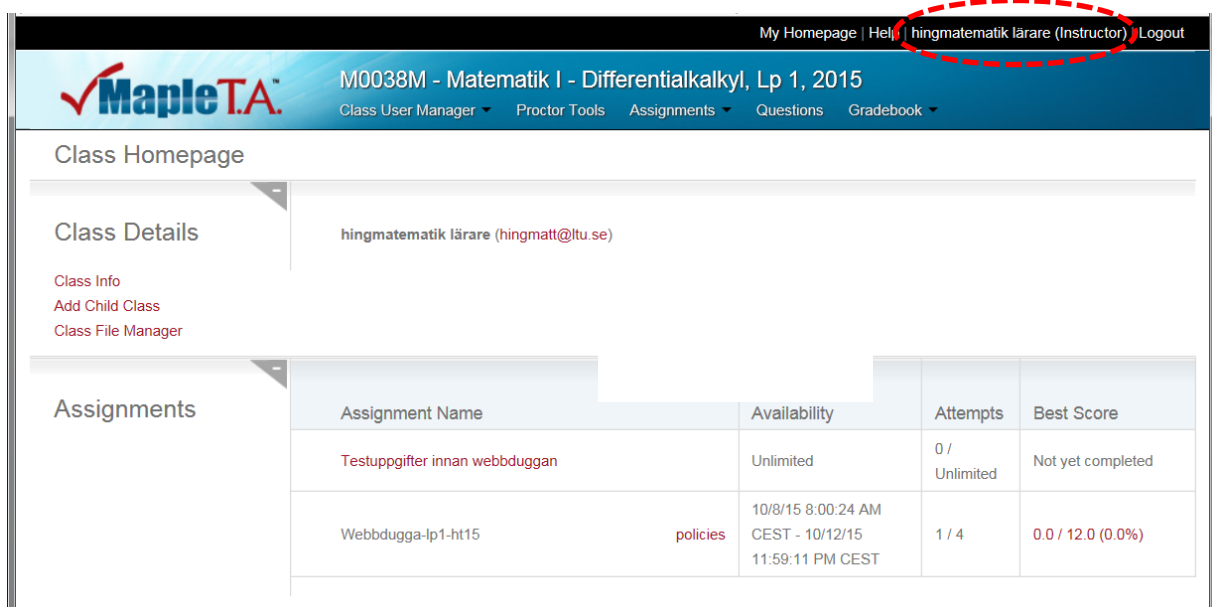 My Homepage | Help | hingmatematik lärare (Instructor) | Logout
MapleT.A.™
M0038M - Matematik I - Differentialkalkyl, Lp 1, 2015
Class User Manager Proctor Tools Assignments Questions Gradebook
Class Homepage
Class Details
hingmatematik lärare (hingmatt@ltu.se)
Class Info
Add Child Class
Class File Manager
Assignments
Assignment Name Availability Attempts Best Score
Testuppgifter innan webbduggan Unlimited 0 / Unlimited Not yet completed
Webbdugga-lp1-ht15 policies 10/8/15 8:00:24 AM CEST - 10/12/15 11:59:11 PM CEST 1 / 4 0.0 / 12.0 (0.0%)